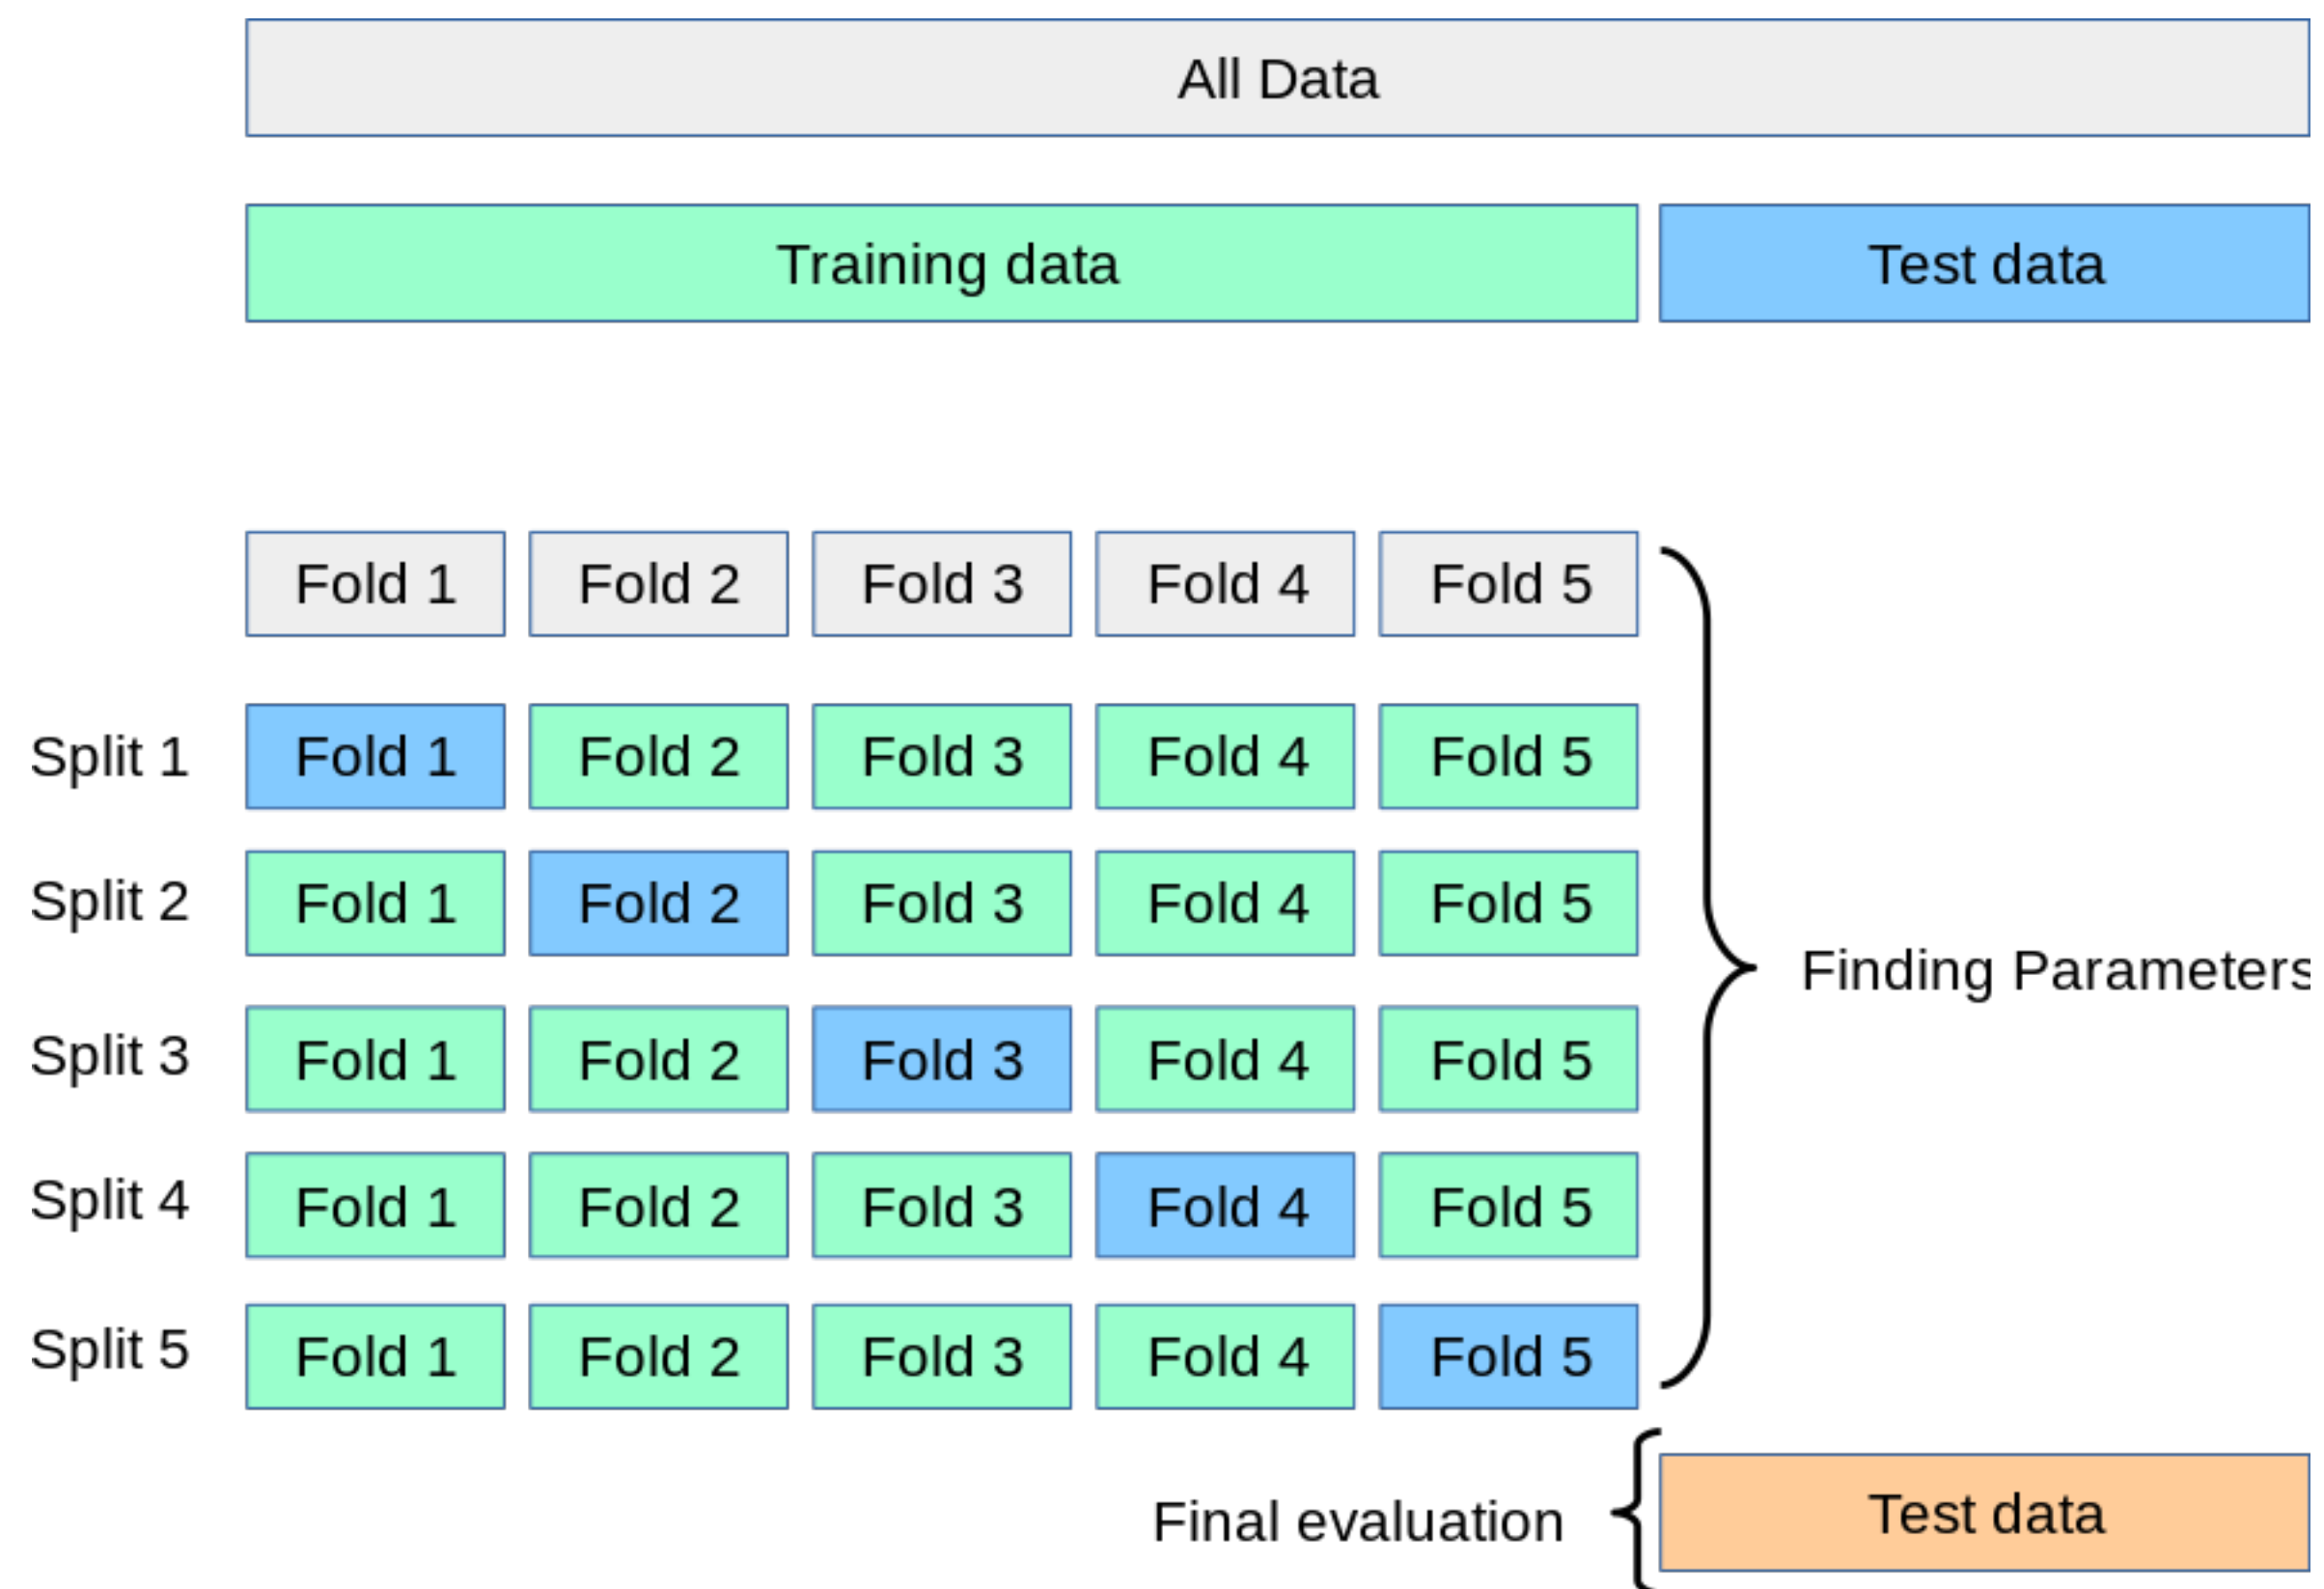 All Data
Training data Test data
Fold 1 Fold 2 Fold 3 Fold 4 Fold 5
Split 1 Fold 1 Fold 2 Fold 3 Fold 4 Fold 5
Split 2 Fold 1 Fold 2 Fold 3 Fold 4 Fold 5
Finding Parameters
Split 3 Fold 1 Fold 2 Fold 3 Fold 4 Fold 5
Split 4 Fold 1 Fold 2 Fold 3 Fold 4 Fold 5
Split 5 Fold 1 Fold 2 Fold 3 Fold 4 Fold 5
Final evaluation Test data